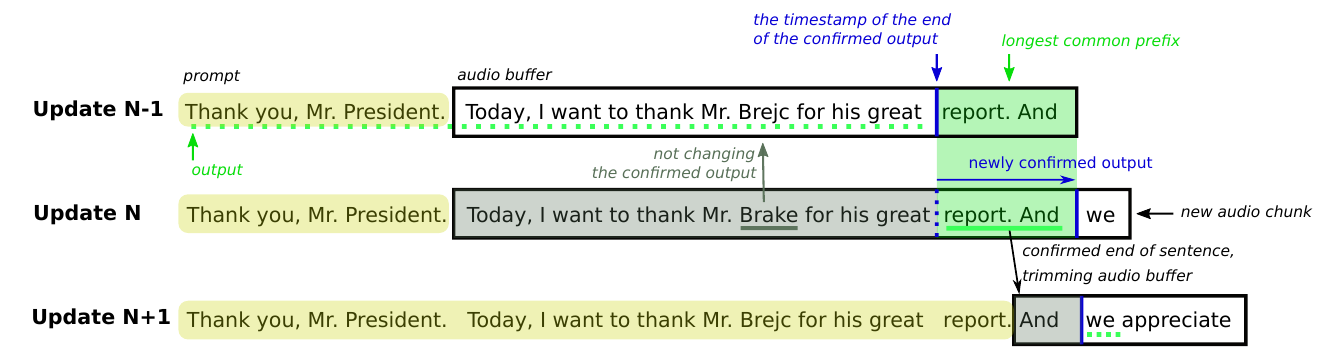 the timestamp of the end
of the confirmed output
longest common prefix
prompt
audio buffer
Update N-1 Thank you, Mr. President. Today, I want to thank Mr. Brejc for his great report. And
output
not changing
the confirmed output
newly confirmed output
Update N Thank you, Mr. President. Today, I want to thank Mr. Brake for his great report. And we new audio chunk
confirmed end of sentence,
trimming audio buffer
Update N+1 Thank you, Mr. President. Today, I want to thank Mr. Brejc for his great report. And we appreciate